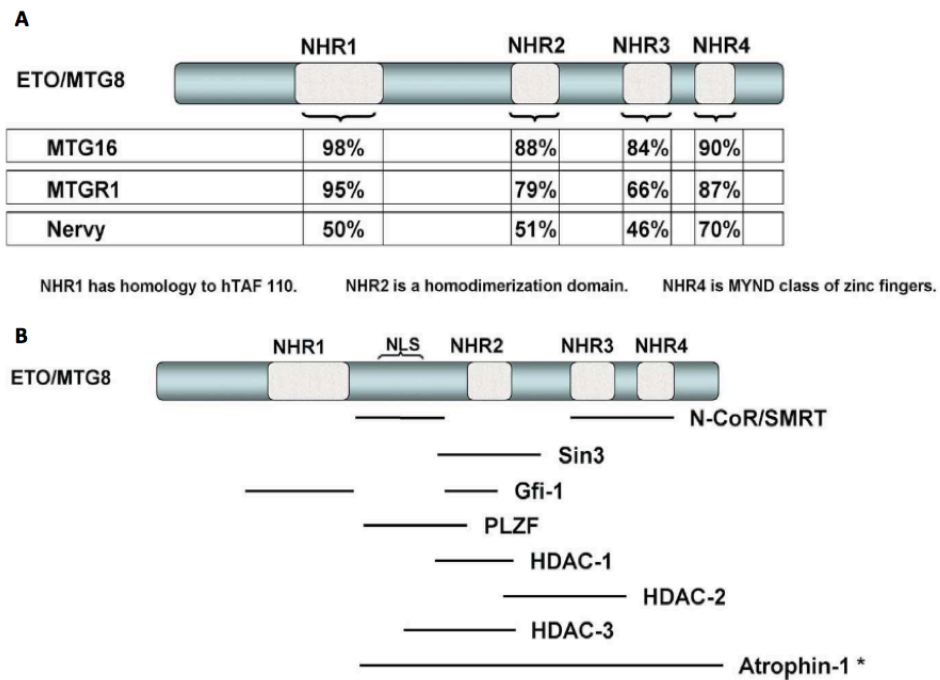 A
NHR1 NHR2 NHR3 NHR4
ETO/MTG8
MTG16 98% 88% 84% 90%
MTGR1 95% 79% 66% 87%
Nervy 50% 51% 46% 70%
NHR1 has homology to hTAF 110. NHR2 is a homodimerization domain. NHR4 is MYND class of zinc fingers.
B
NHR1 NLS NHR2 NHR3 NHR4
ETO/MTG8
N-CoR/SMRT
Sin3
Gfi-1
PLZF
HDAC-1
HDAC-2
HDAC-3
Atrophin-1 *